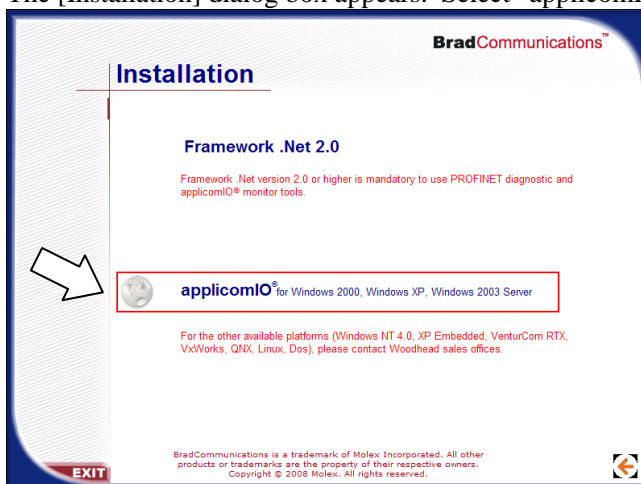 The [Installation] dialog box appears. Select "applicomI
BradCommunications™
Installation
Framework .Net 2.0
Framework .Net version 2.0 or higher is mandatory to use PROFINET diagnostic and
applicomIO® monitor tools.
applicomIO® for Windows 2000, Windows XP, Windows 2003 Server
For the other available platforms (Windows NT 4.0, XP Embedded, VenturCom RTX,
VxWorks, QNX, Linux, Dos), please contact Woodhead sales offices.
BradCommunications is a trademark of Molex Incorporated. All other
products or trademarks are the property of their respective owners.
Copyright © 2008 Molex. All rights reserved.
EXIT